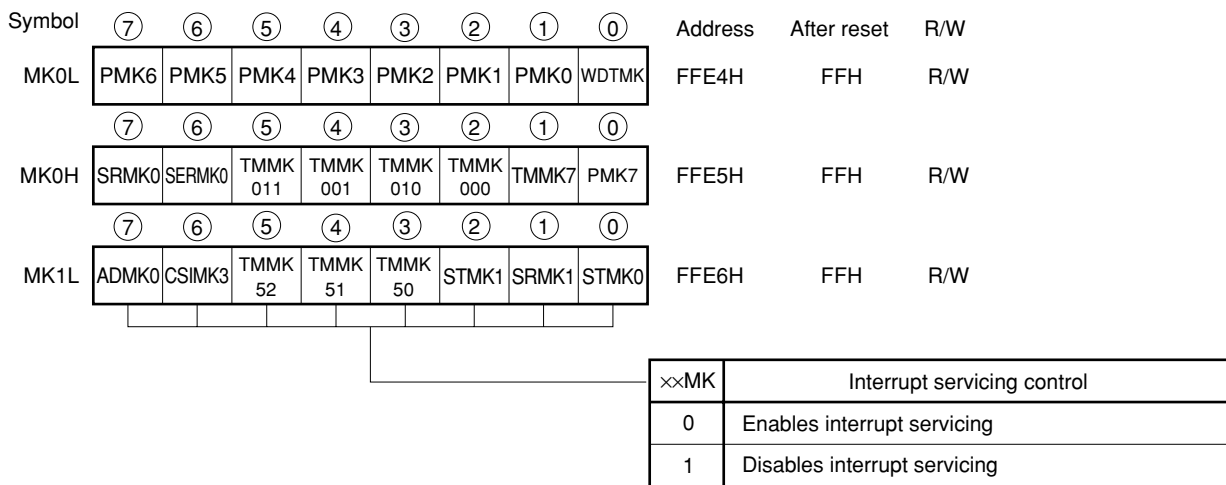 Symbol ⑦ ⑥ ⑤ ④ ③ ② ① ⓪ Address After reset R/W
MK0L PMK6 PMK5 PMK4 PMK3 PMK2 PMK1 PMK0 WDTMK FFE4H FFH R/W
⑦ ⑥ ⑤ ④ ③ ② ① ⓪
MK0H SRMK0 SERMK0 TMMK 011 TMMK 001 TMMK 010 TMMK 000 TMMK7 PMK7 FFE5H FFH R/W
⑦ ⑥ ⑤ ④ ③ ② ① ⓪
MK1L ADMK0 CSIMK3 TMMK 52 TMMK 51 TMMK 50 STMK1 SRMK1 STMK0 FFE6H FFH R/W
××MK Interrupt servicing control
0 Enables interrupt servicing
1 Disables interrupt servicing